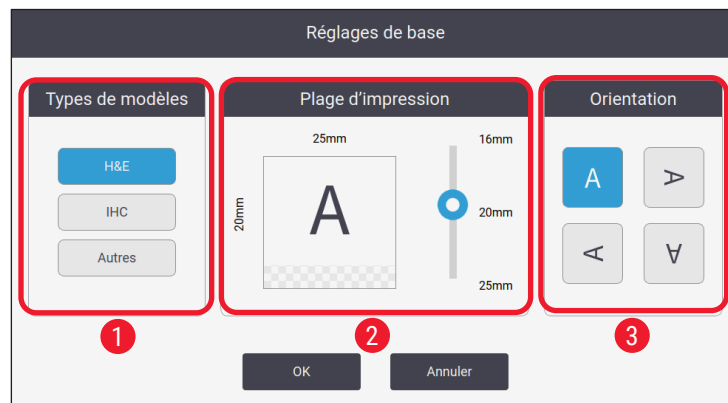 Réglages de base
Types de modèles
H&E
IHC
Autres
1
Plage d'impression
25mm
20mm
A
16mm
20mm
25mm
2
Orientation
A
A
A
A
3
OK
Annuler